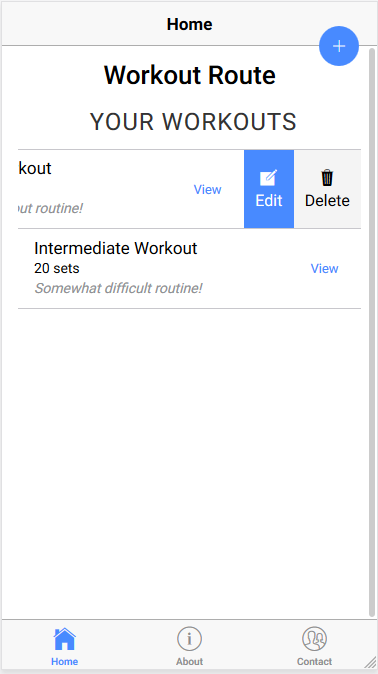 Home
Workout Route
YOUR WORKOUTS
kout
View
Edit
Delete
out routine!
Intermediate Workout
20 sets
View
Somewhat difficult routine!
Home
About
Contact